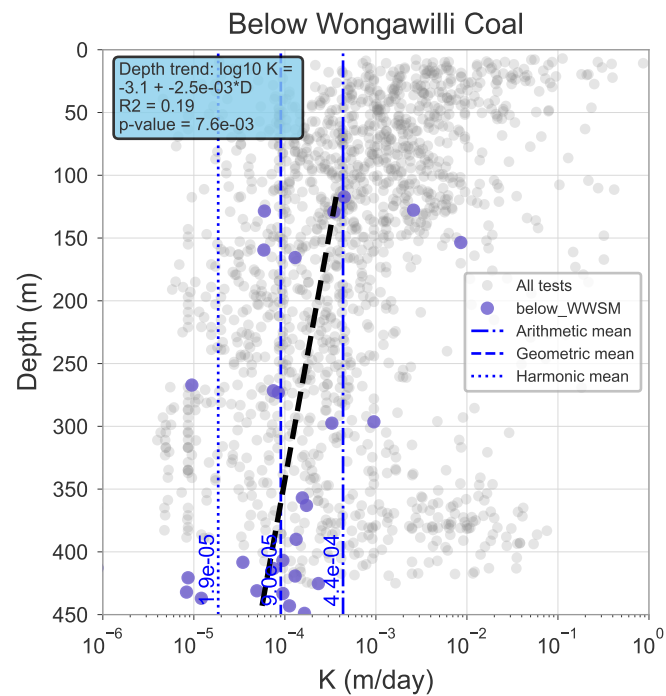 Below Wongawilli Coal
Depth trend: log10 K =
-3.1 + -2.5e-03*D
R2 = 0.19
p-value = 7.6e-03
0
50
100
150
200
250
300
350
400
450
Depth (m)
All tests
below_WWSM
Arithmetic mean
Geometric mean
Harmonic mean
1.9e-05
9.0e-05
4.4e-04
10⁻⁶
10⁻⁵
10⁻⁴
10⁻³
10⁻²
10⁻¹
10⁰
K (m/day)